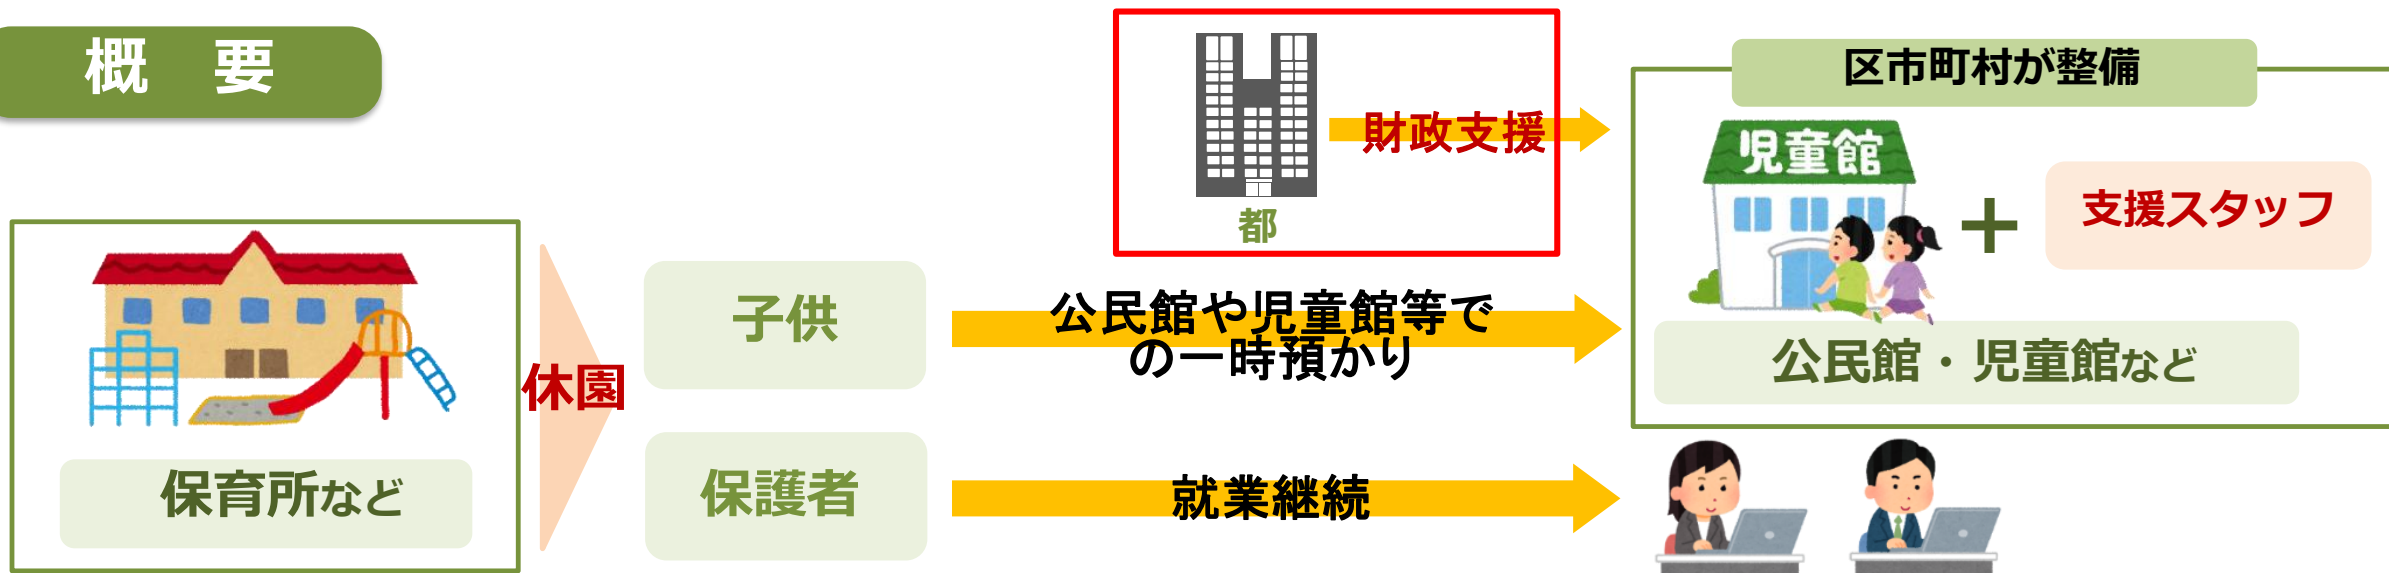 概　要
財政支援
都
区市町村が整備
児童館
支援スタッフ
公民館・児童館など
保育所など
休園
子供
公民館や児童館等で
の一時預かり
保護者
就業継続